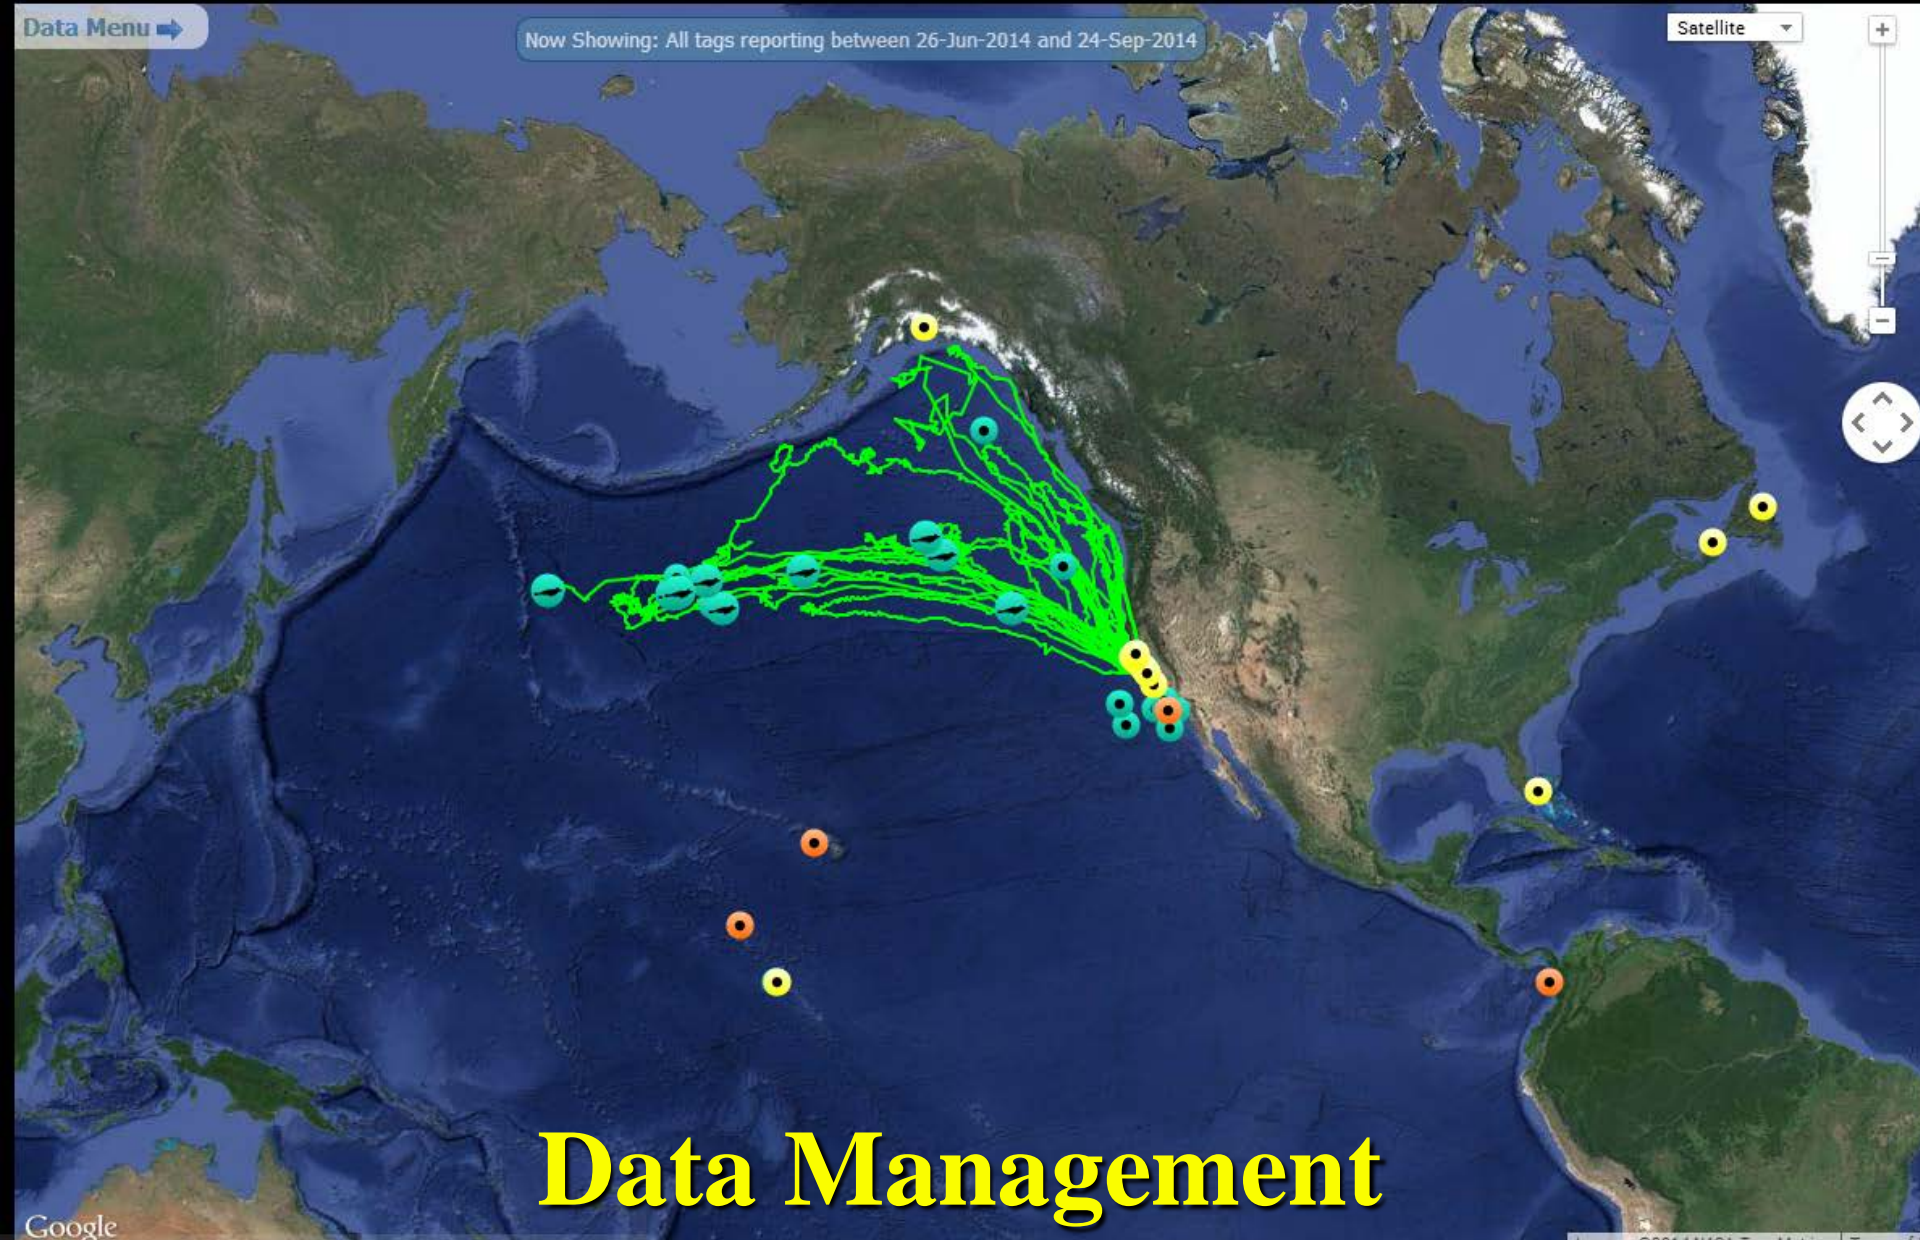 Data Menu
Now Showing: All tags reporting between 26-Jun-2014 and 24-Sep-2014
Satellite
Data Management
Google